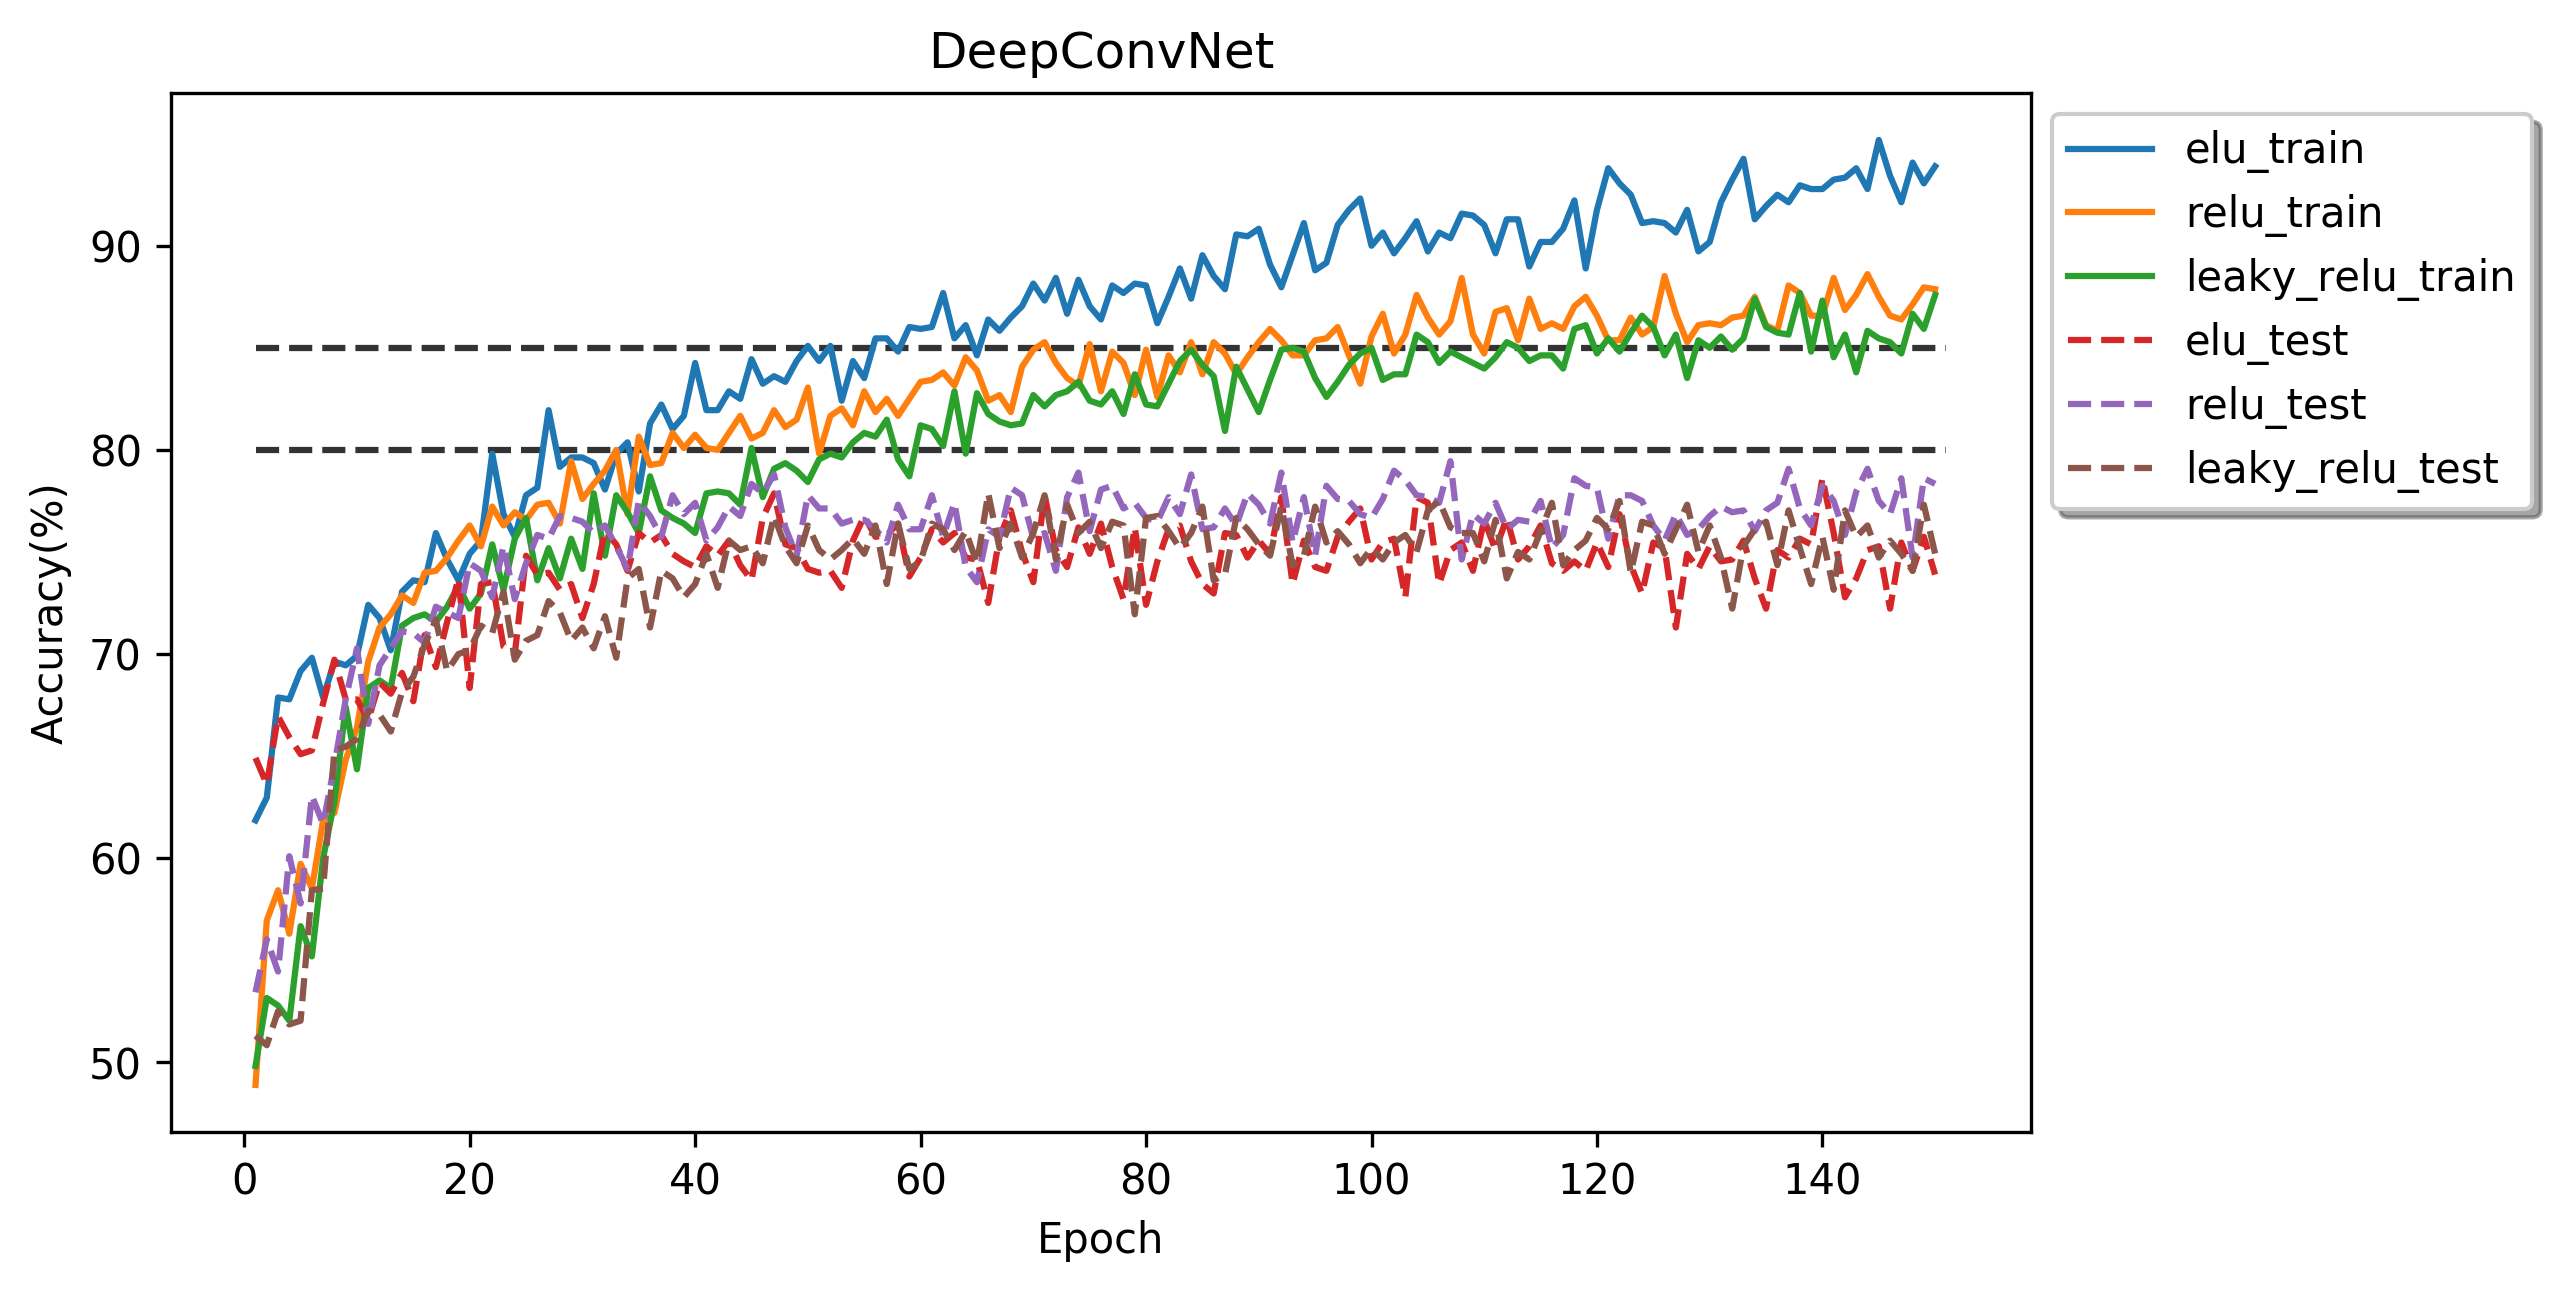 DeepConvNet
Accuracy(%)
90
80
70
60
50
0 20 40 60 80 100 120 140
Epoch
elu_train
relu_train
leaky_relu_train
elu_test
relu_test
leaky_relu_test